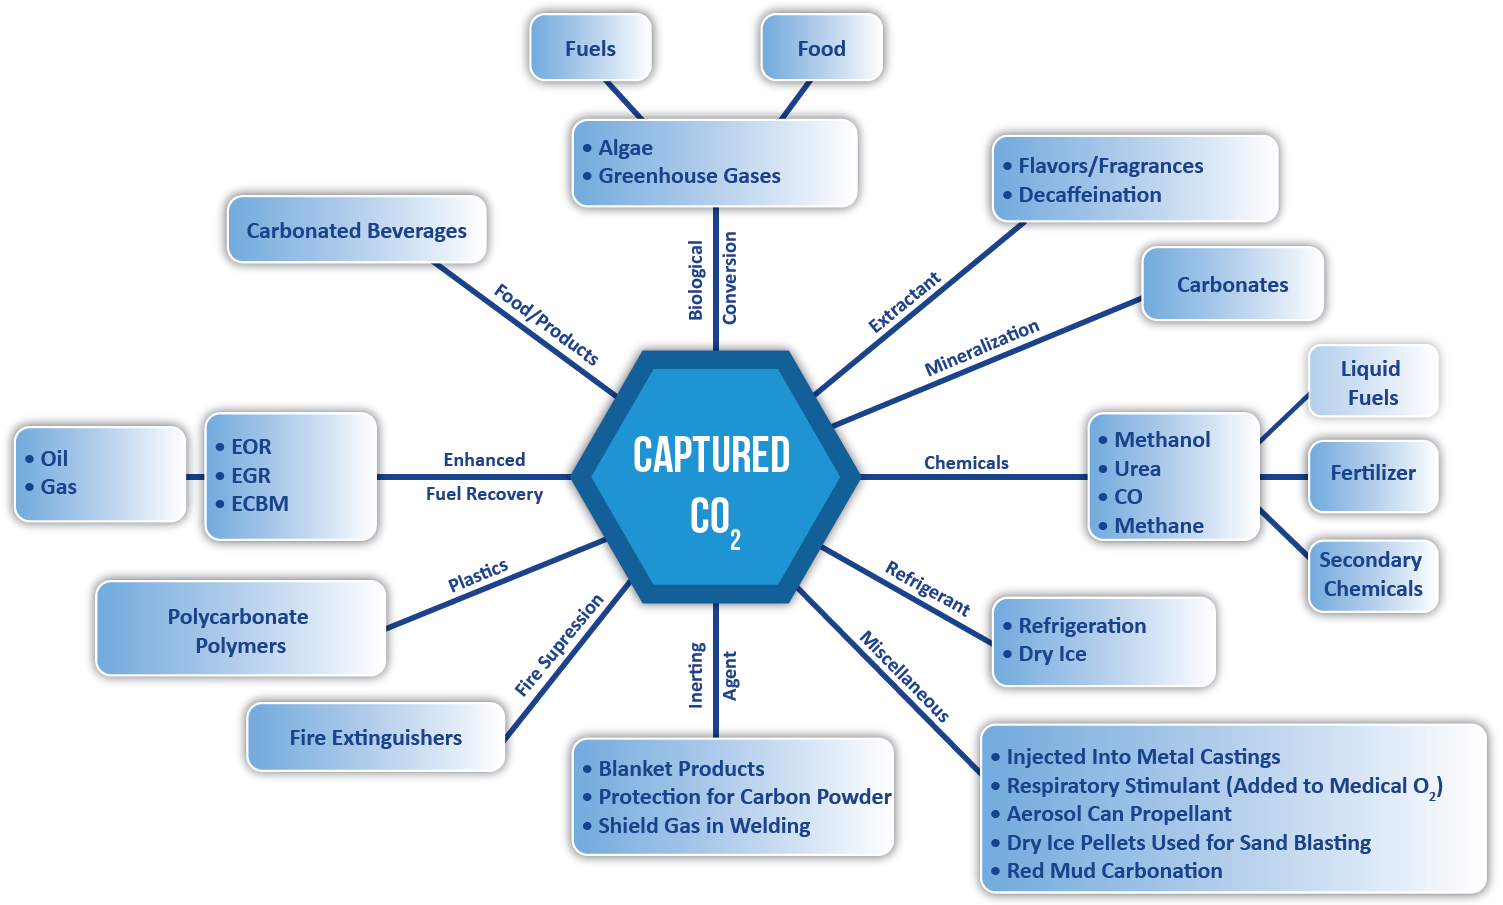 Fuels
Food
• Algae
• Greenhouse Gases
Biological
Conversion
• Flavors/Fragrances
• Decaffeination
Extractant
Carbonates
Mineralization
Carbonated Beverages
Food/Products
CAPTURED
CO₂
Chemicals
• Methanol
• Urea
• CO
• Methane
Liquid
Fuels
Fertilizer
Secondary
Chemicals
• Oil
• Gas
• EOR
• EGR
• ECBM
Enhanced
Fuel Recovery
Plastics
Polycarbonate
Polymers
Fire Supression
Fire Extinguishers
Inerting
Agent
• Blanket Products
• Protection for Carbon Powder
• Shield Gas in Welding
Refrigerant
• Refrigeration
• Dry Ice
Miscellaneous
• Injected Into Metal Castings
• Respiratory Stimulant (Added to Medical O₂)
• Aerosol Can Propellant
• Dry Ice Pellets Used for Sand Blasting
• Red Mud Carbonation